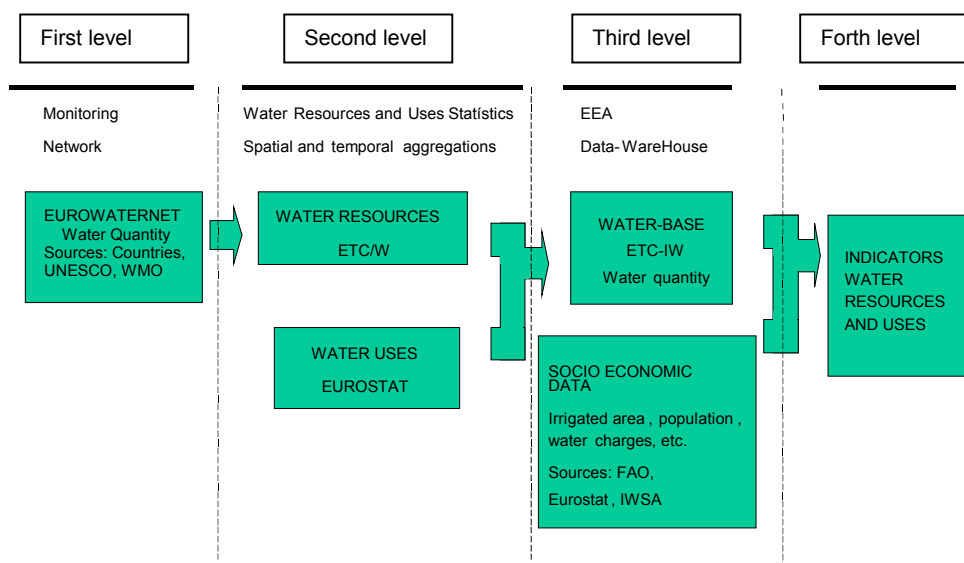 First level
Second level
Third level
Forth level
Monitoring
Network
Water Resources and Uses Statístics
Spatial and temporal aggregations
EEA
Data-WareHouse
EUROWATERNET
Water Quantity
Sources: Countries,
UNESCO, WMO
WATER RESOURCES
ETC/W
WATER USES
EUROSTAT
WATER-BASE
ETC-IW
Water quantity
SOCIO ECONOMIC
DATA
Irrigated area , population ,
water charges, etc.
Sources: FAO,
Eurostat , IWSA
INDICATORS
WATER
RESOURCES
AND USES